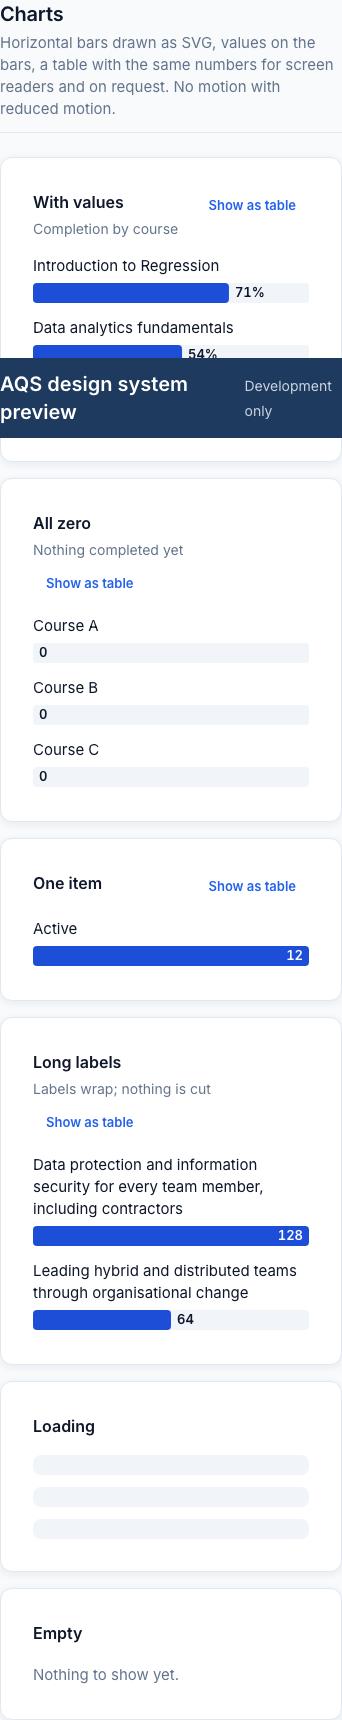 Charts
Horizontal bars drawn as SVG, values on the
bars, a table with the same numbers for screen
readers and on request. No motion with
reduced motion.
With values
Show as table
Completion by course
Introduction to Regression
71%
Data analytics fundamentals
54%
AQS design system
preview
Development
only
All zero
Nothing completed yet
Show as table
Course A
0
Course B
0
Course C
0
One item
Show as table
Active
12
Long labels
Labels wrap; nothing is cut
Show as table
Data protection and information
security for every team member,
including contractors
128
Leading hybrid and distributed teams
through organisational change
64
Loading
Empty
Nothing to show yet.